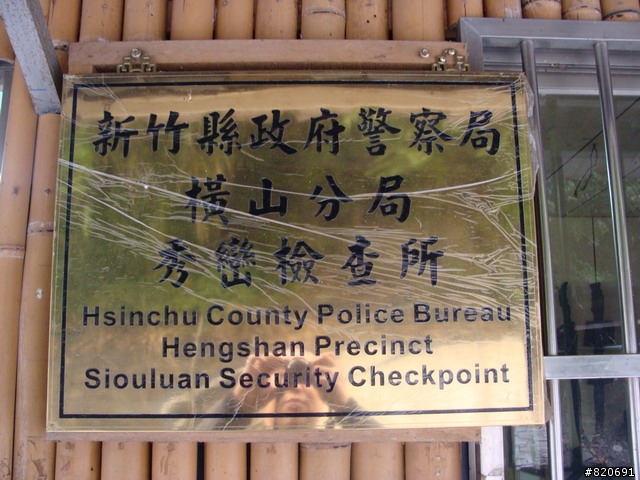 新竹縣政府警察局
橫山分局
秀巒檢查所
Hsinchu County Police Bureau
Hengshan Precinct
Siouluan Security Checkpoint
#820691